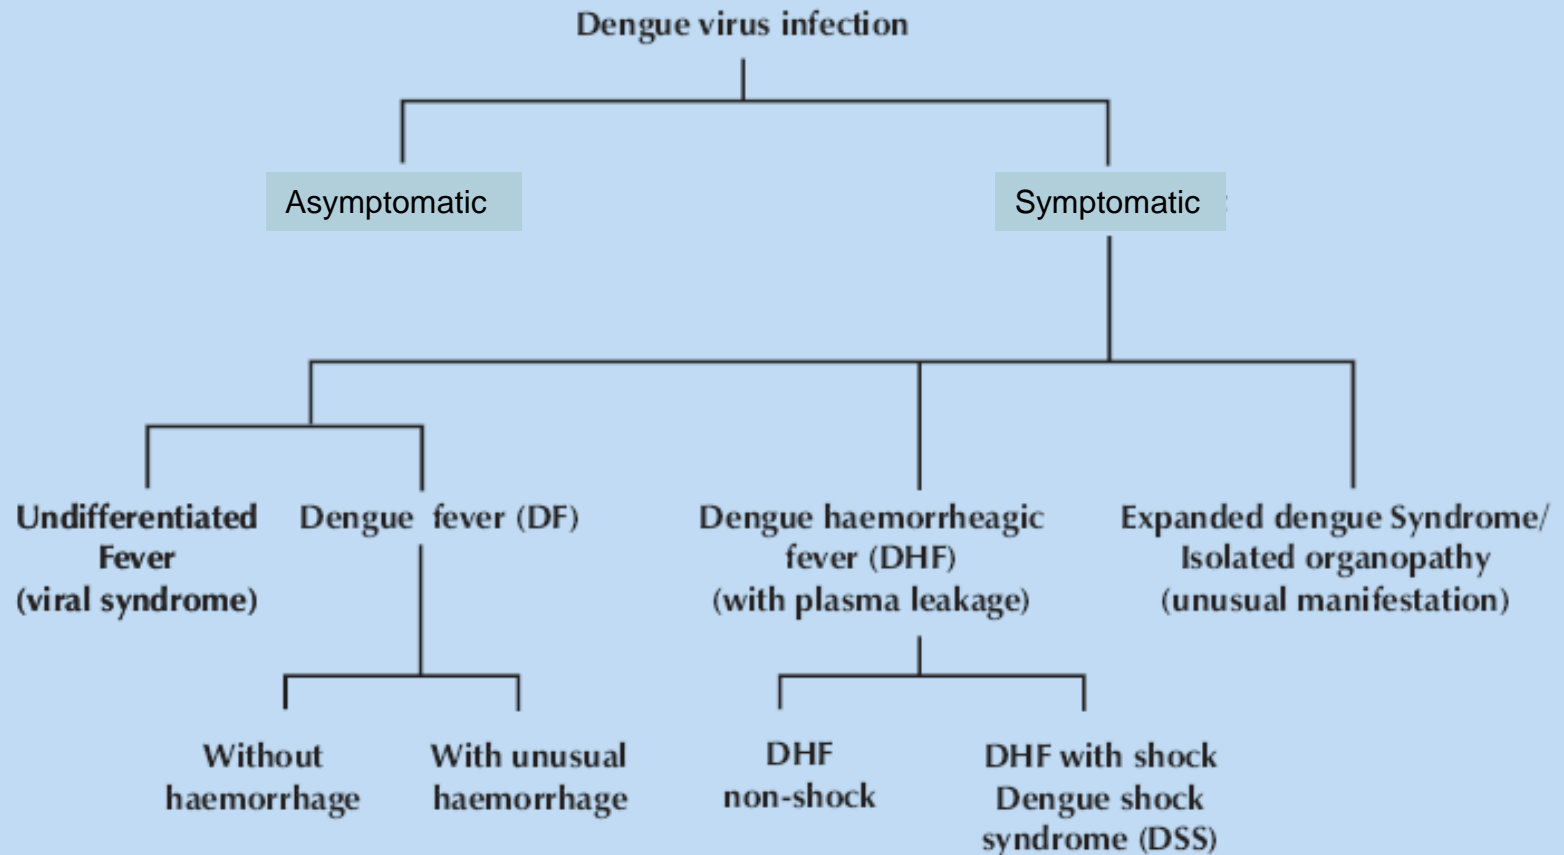 Dengue virus infection
Asymptomatic
Symptomatic
Undifferentiated
Fever
(viral syndrome)
Dengue fever (DF)
Dengue haemorrheagic
fever (DHF)
(with plasma leakage)
Expanded dengue Syndrome/
Isolated organopathy
(unusual manifestation)
Without
haemorrhage
With unusual
haemorrhage
DHF
non-shock
DHF with shock
Dengue shock
syndrome (DSS)